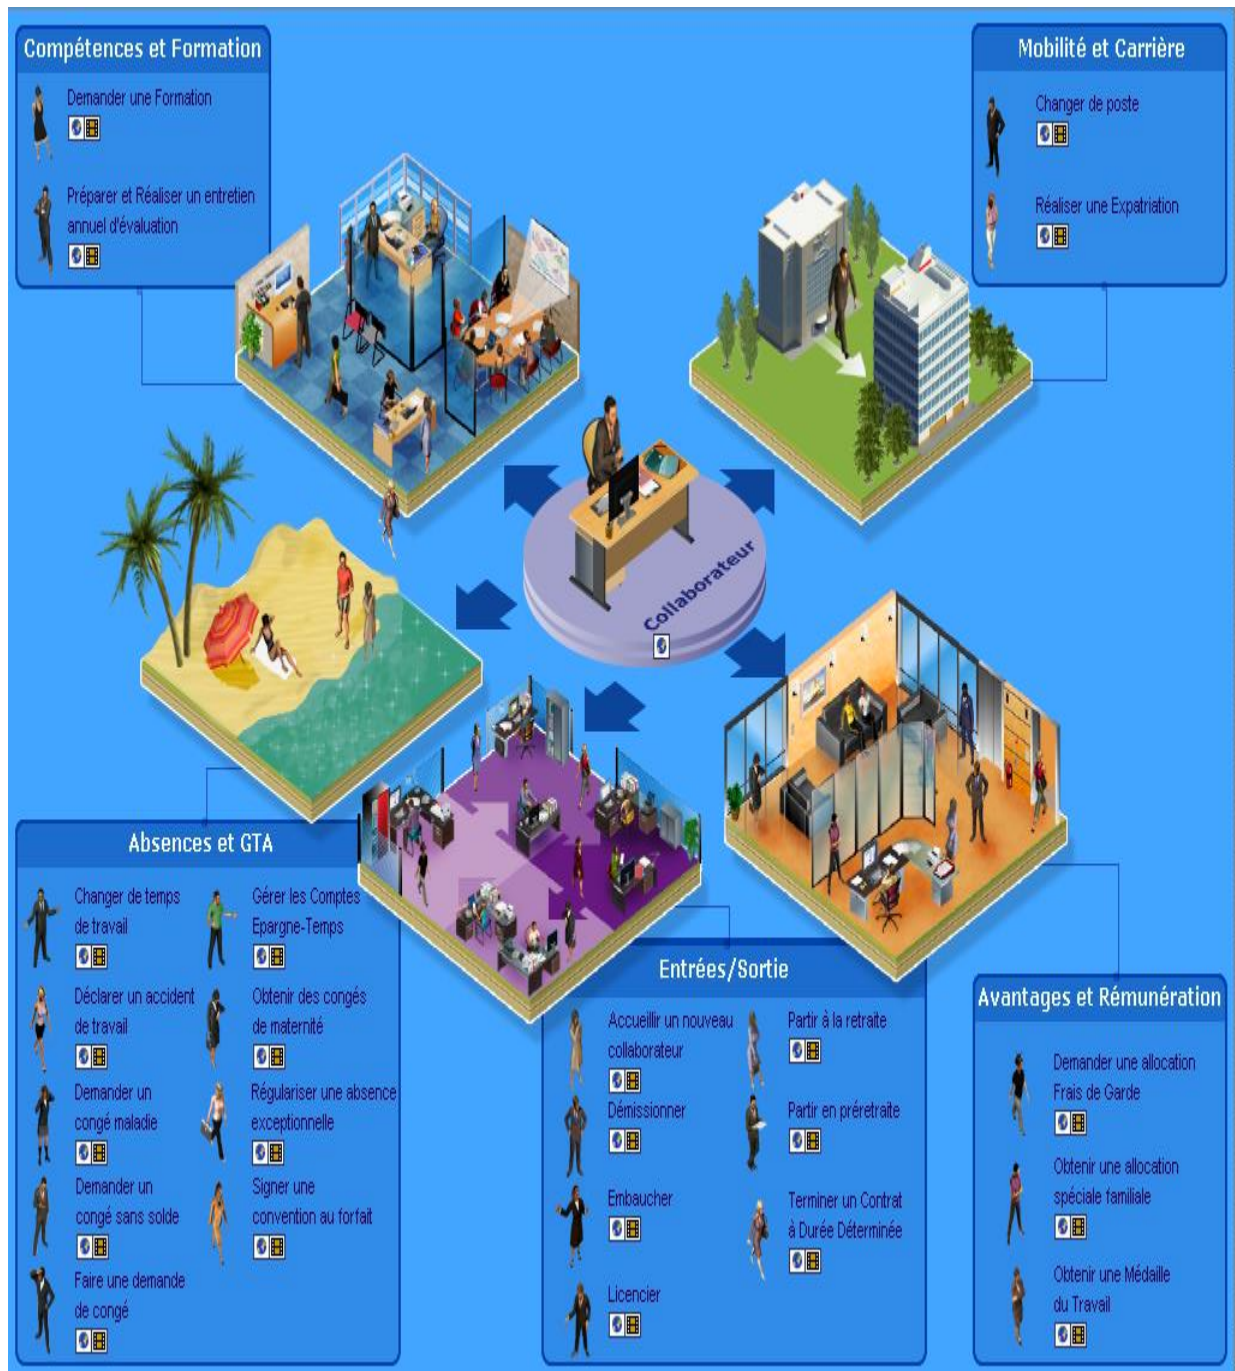 Compétences et Formation
Demander une Formation
Préparer et Réaliser un entretien
annuel d'évaluation
Mobilité et Carrière
Changer de poste
Réaliser une Expatriation
Collaborateur
Absences et GTA
Changer de temps
de travail
Déclarer un accident
de travail
Demander un
congé maladie
Demander un
congé sans solde
Faire une demande
de congé
Gérer les Comptes
Epargne-Temps
Obtenir des congés
de maternité
Régulariser une absence
exceptionnelle
Signer une
convention au forfait
Entrées/Sortie
Accueillir un nouveau
collaborateur
Démissionner
Embaucher
Licencier
Partir à la retraite
Partir en préretraite
Terminer un Contrat
à Durée Déterminée
Avantages et Rémunération
Demander une allocation
Frais de Garde
Obtenir une allocation
spéciale familiale
Obtenir une Médaille
du Travail